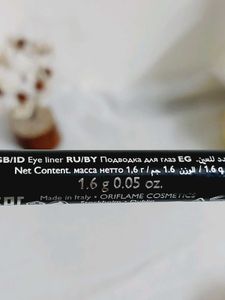 GB/ID Eye liner RU/BY Подводка для глаз EG
Net Content. масса нетто 1,6 г / الوزن 1.6 جم / 1.6
1.6 g 0.05 oz.
Made in Italy • ORIFLAME COSMETICS